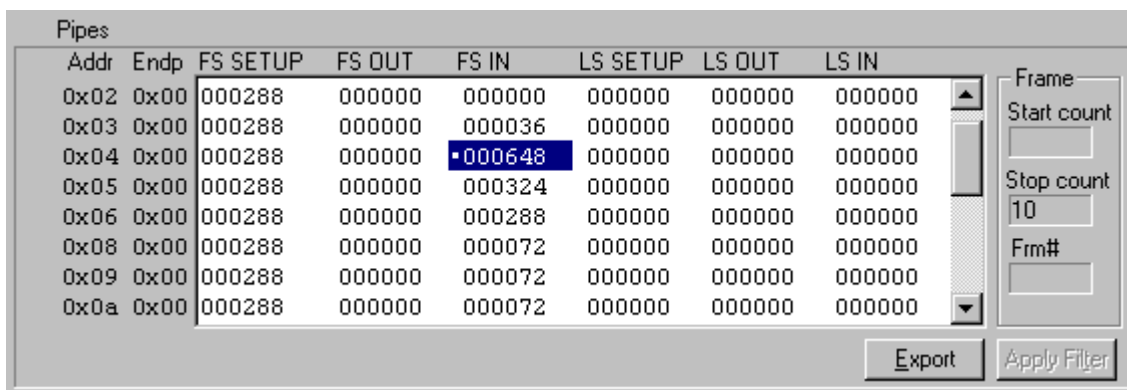 Pipes
Addr Endp FS SETUP FS OUT FS IN LS SETUP LS OUT LS IN
0x02 0x00 000288 000000 000000 000000 000000 000000
0x03 0x00 000288 000000 000036 000000 000000 000000
0x04 0x00 000288 000000 000648 000000 000000 000000
0x05 0x00 000288 000000 000324 000000 000000 000000
0x06 0x00 000288 000000 000288 000000 000000 000000
0x08 0x00 000288 000000 000072 000000 000000 000000
0x09 0x00 000288 000000 000072 000000 000000 000000
0x0a 0x00 000288 000000 000072 000000 000000 000000
Frame
Start count
Stop count
10
Frm#
Export Apply Filter